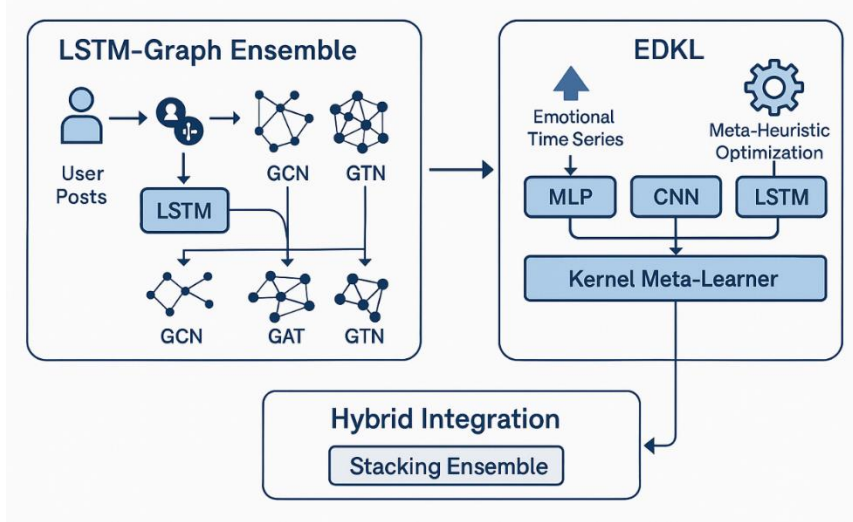 LSTM-Graph Ensemble
User
Posts
GCN
GTN
LSTM
GCN
GAT
GTN
EDKL
Emotional
Time Series
Meta-Heuristic
Optimization
MLP
CNN
LSTM
Kernel Meta-Learner
Hybrid Integration
Stacking Ensemble